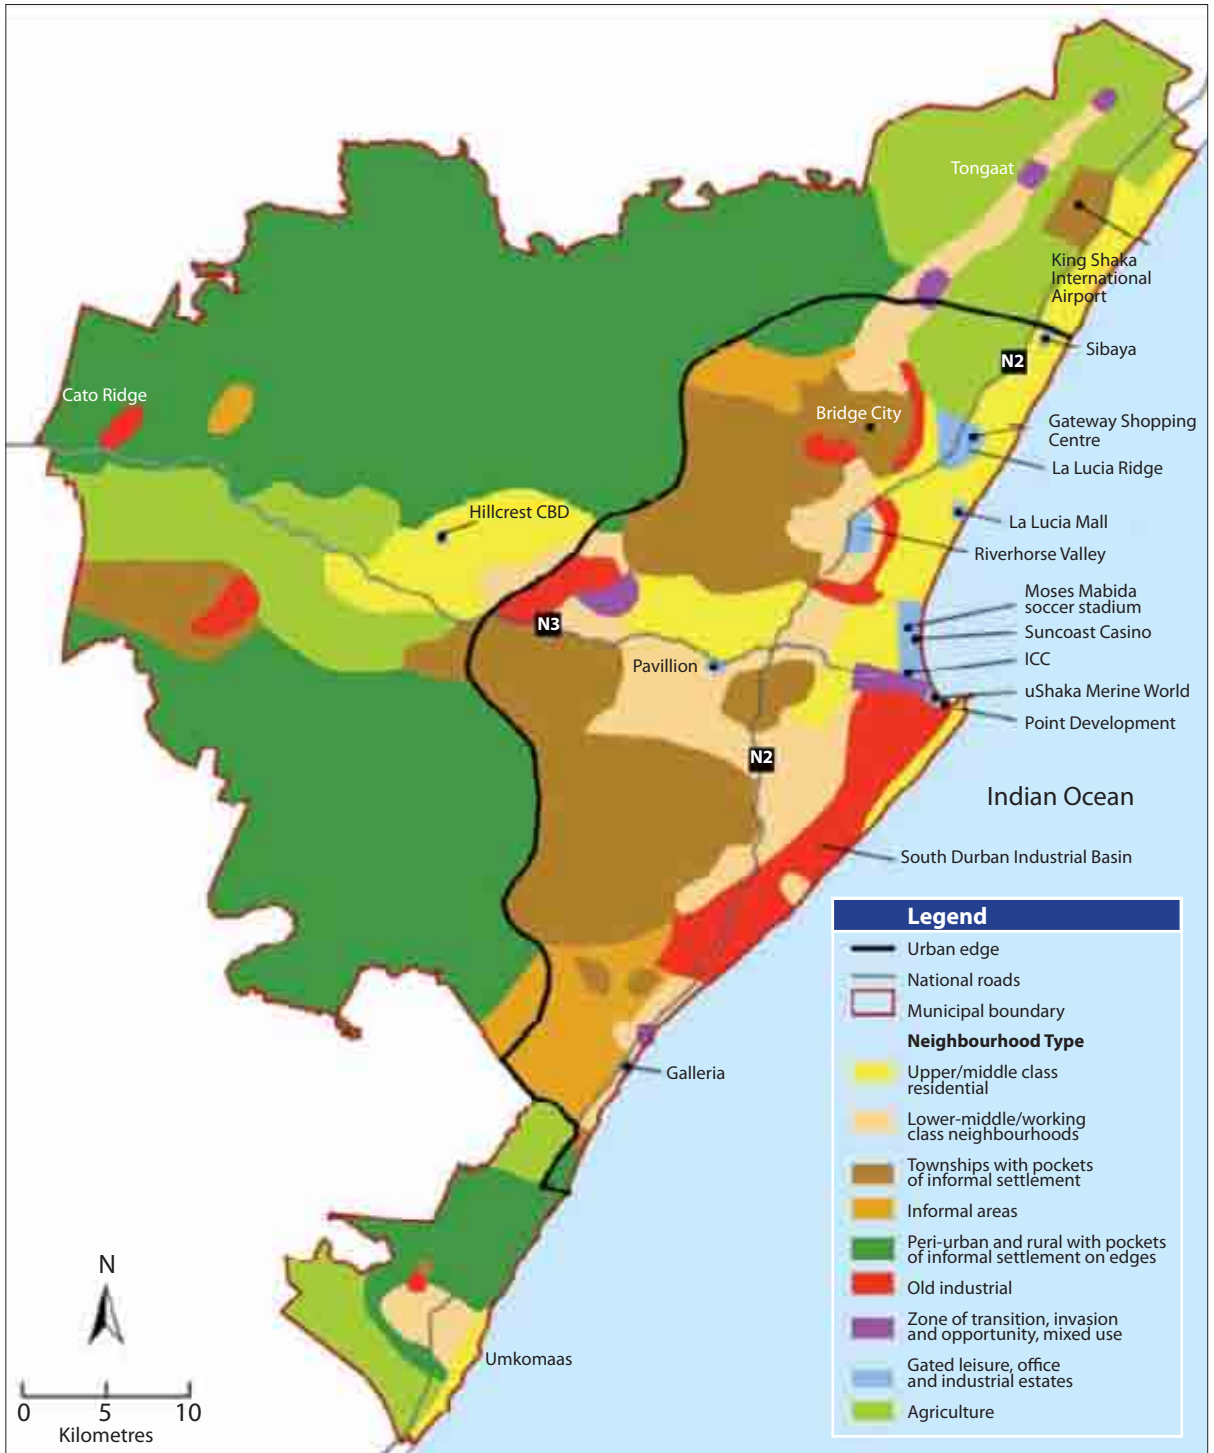 Tongaat
King Shaka
International
Airport
Sibaya
N2
Cato Ridge
Bridge City
Gateway Shopping
Centre
La Lucia Ridge
Hillcrest CBD
La Lucia Mall
Riverhorse Valley
Moses Mabida
soccer stadium
N3
Suncoast Casino
ICC
Pavillion
uShaka Merine World
Point Development
N2
Indian Ocean
South Durban Industrial Basin
Galleria
Umkomaas
N
0 5 10
Kilometres
Legend
Urban edge
National roads
Municipal boundary
Neighbourhood Type
Upper/middle class
residential
Lower-middle/working
class neighbourhoods
Townships with pockets
of informal settlement
Informal areas
Peri-urban and rural with pockets
of informal settlement on edges
Old industrial
Zone of transition, invasion
and opportunity, mixed use
Gated leisure, office
and industrial estates
Agriculture